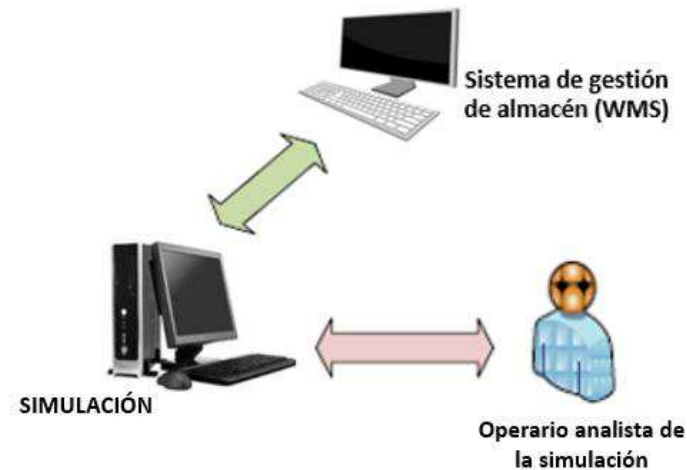 Sistema de gestión
de almacén (WMS)
SIMULACIÓN
Operario analista de
la simulación